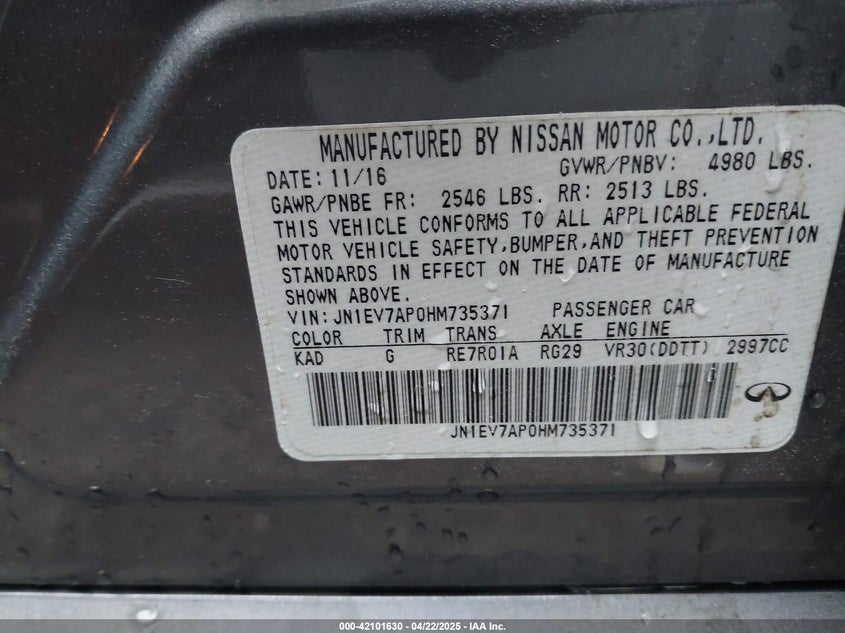 MANUFACTURED BY NISSAN MOTOR CO.,LTD.
DATE: 11/16 GVWR/PNBV: 4980 LBS.
GAWR/PNBE FR: 2546 LBS. RR: 2513 LBS.
THIS VEHICLE CONFORMS TO ALL APPLICABLE FEDERAL
MOTOR VEHICLE SAFETY,BUMPER,AND THEFT PREVENTION
STANDARDS IN EFFECT ON THE DATE OF MANUFACTURE
SHOWN ABOVE.
VIN: JN1EV7AP0HM735371 PASSENGER CAR
COLOR TRIM TRANS AXLE ENGINE
KAD G RE7R01A RG29 VR30(DDTT) 2997CC
JN1EV7AP0HM735371
000-42101630 - 04/22/2025 - IAA Inc.